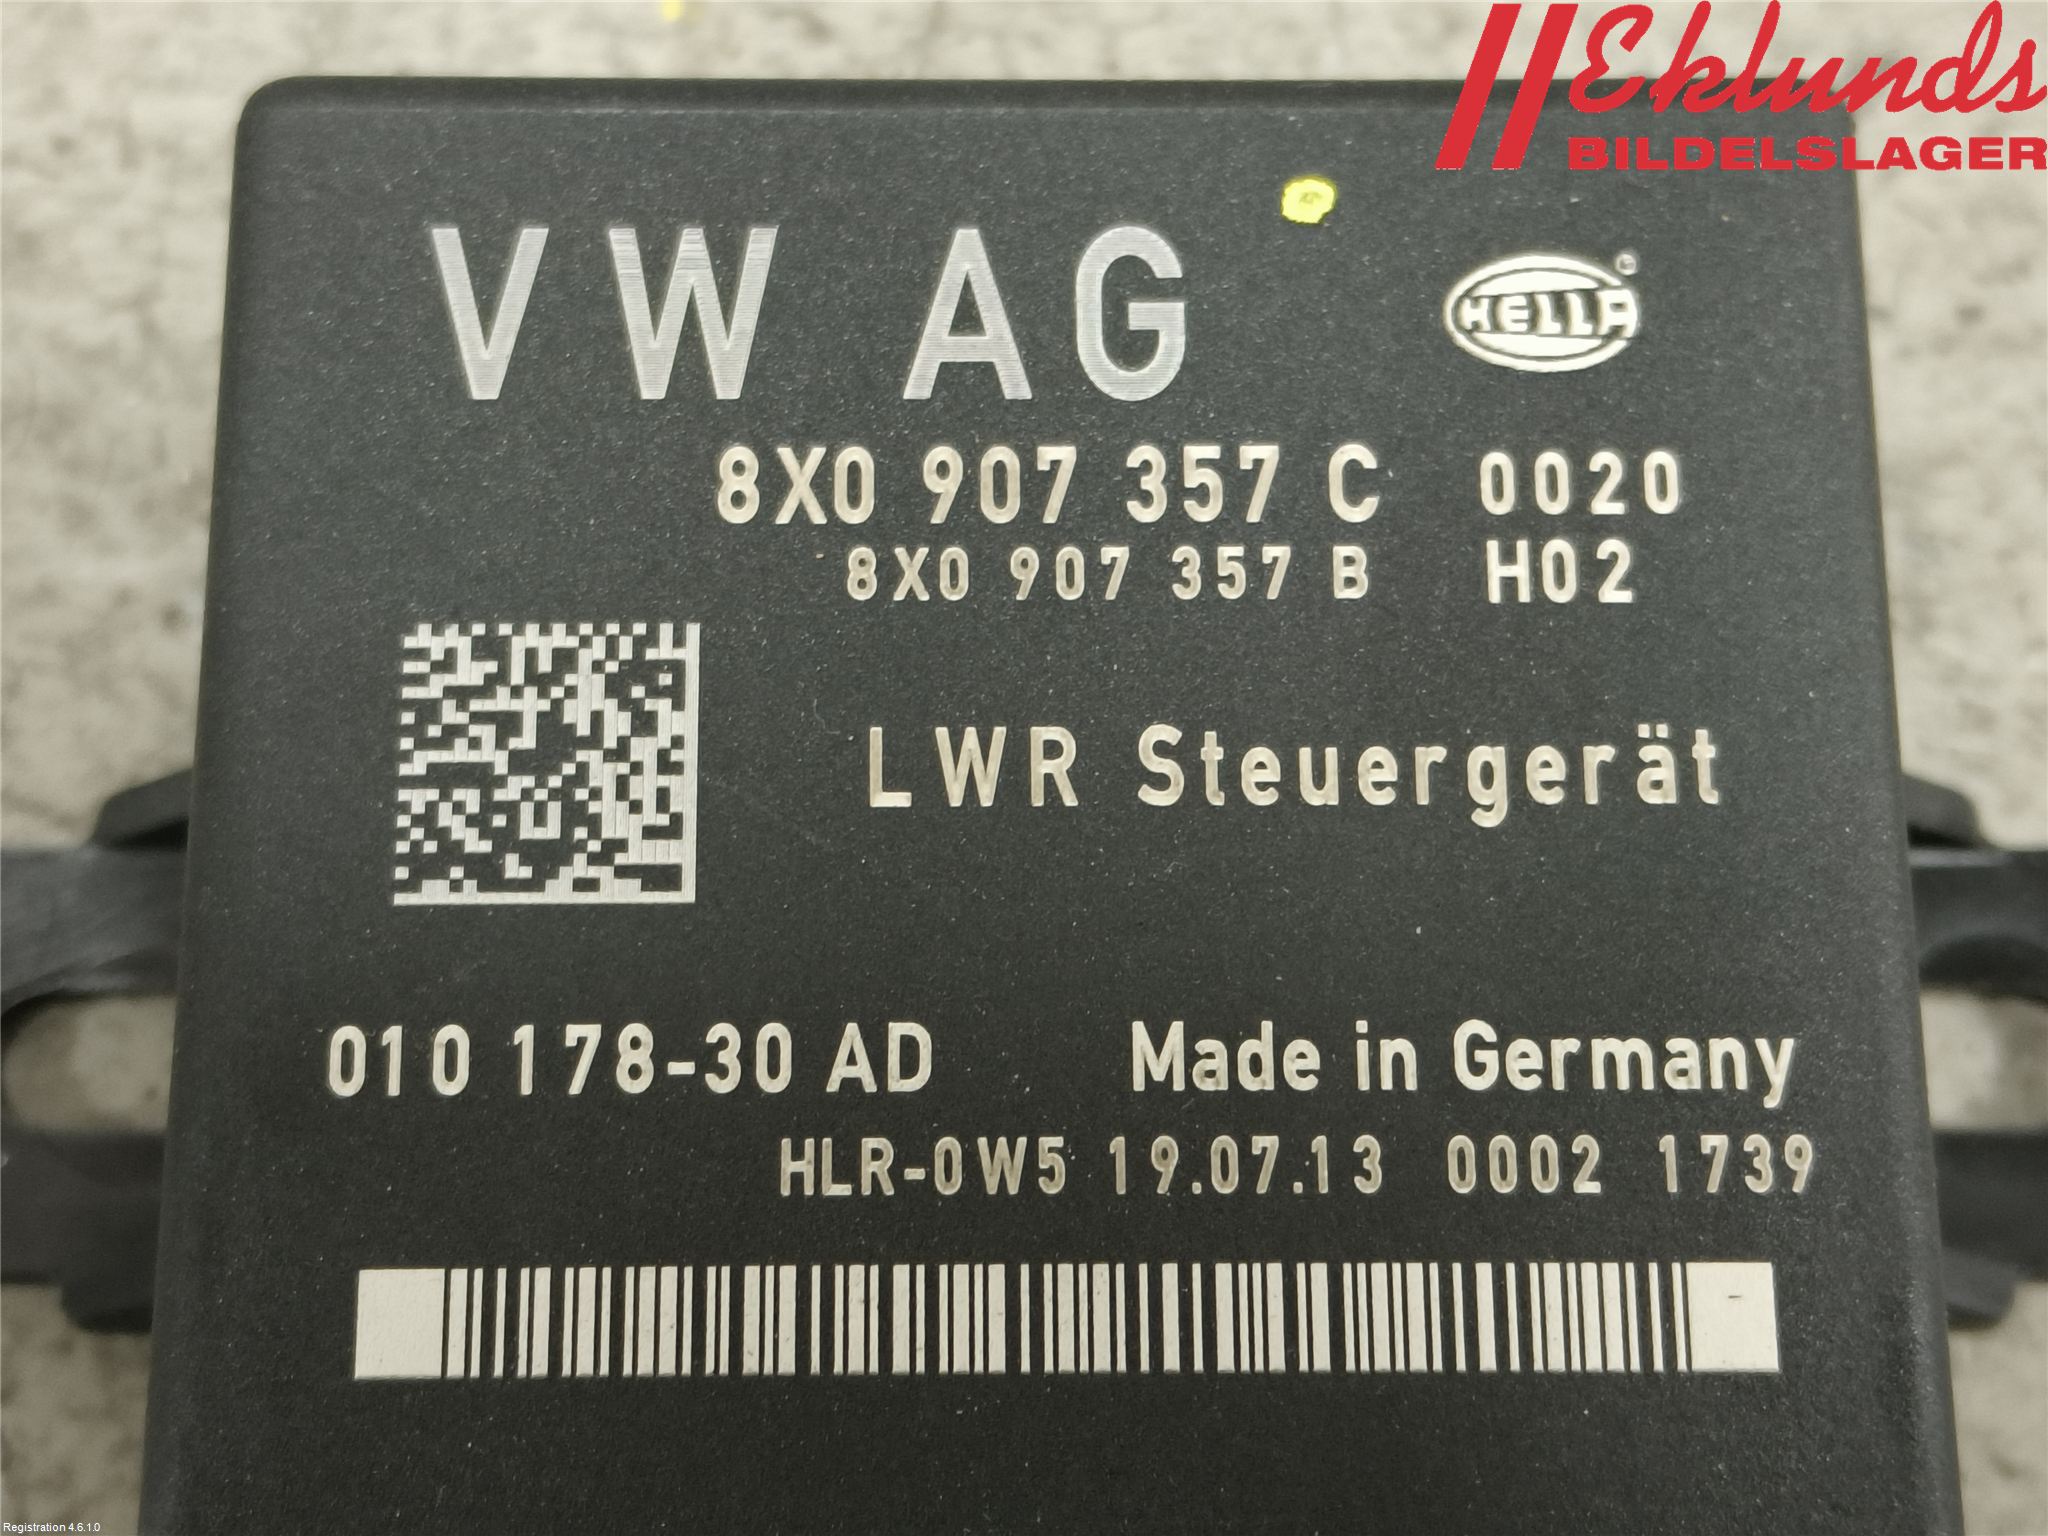 Eklunds
BILDELSLAGER
VW AG
HELLA ®
8X0 907 357 C 0020
8X0 907 357 B H02
LWR Steuergerät
010 178-30 AD Made in Germany
HLR-0W5 19.07.13 0002 1739
Registration 4.6.1.0